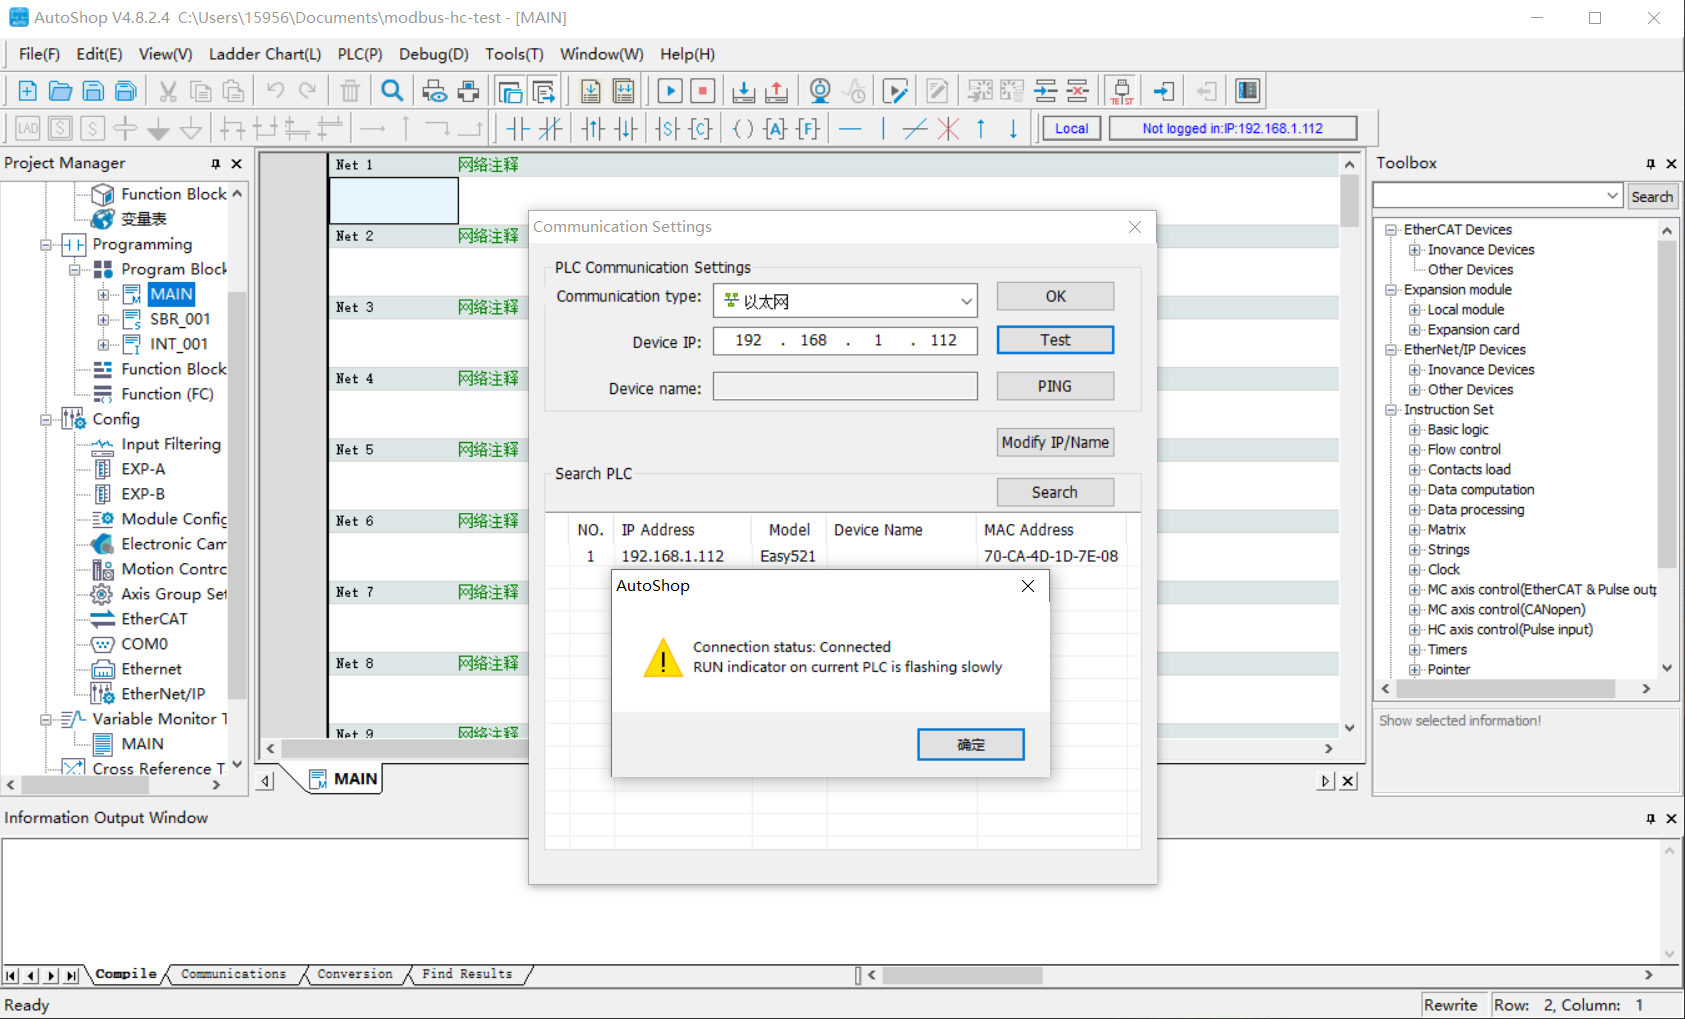 AutoShop V4.8.2.4  C:\Users\15956\Documents\modbus-hc-test - [MAIN]
File(F) Edit(E) View(V) Ladder Chart(L) PLC(P) Debug(D) Tools(T) Window(W) Help(H)
TEST
LAD
Local
Not logged in:IP:192.168.1.112
Project Manager
Function Block
变量表
Programming
Program Block
MAIN
SBR_001
INT_001
Function Block
Function (FC)
Config
Input Filtering
EXP-A
EXP-B
Module Config
Electronic Cam
Motion Contro
Axis Group Set
EtherCAT
COM0
Ethernet
EtherNet/IP
Variable Monitor T
MAIN
Cross Reference T
Net 1 网络注释
Net 2 网络注释
Net 3 网络注释
Net 4 网络注释
Net 5 网络注释
Net 6 网络注释
Net 7 网络注释
Net 8 网络注释
Net 9 网络注释
MAIN
Communication Settings
PLC Communication Settings
Communication type: 以太网 OK
Device IP: 192 . 168 . 1 . 112 Test
Device name: PING
Modify IP/Name
Search PLC
Search
NO. IP Address Model Device Name MAC Address
1 192.168.1.112 Easy521 70-CA-4D-1D-7E-08
AutoShop
Connection status: Connected
RUN indicator on current PLC is flashing slowly
确定
Toolbox
Search
EtherCAT Devices
Inovance Devices
Other Devices
Expansion module
Local module
Expansion card
EtherNet/IP Devices
Inovance Devices
Other Devices
Instruction Set
Basic logic
Flow control
Contacts load
Data computation
Data processing
Matrix
Strings
Clock
MC axis control(EtherCAT & Pulse outp
MC axis control(CANopen)
HC axis control(Pulse input)
Timers
Pointer
Show selected information!
Information Output Window
Compile Communications Conversion Find Results
Ready
Rewrite Row: 2, Column: 1